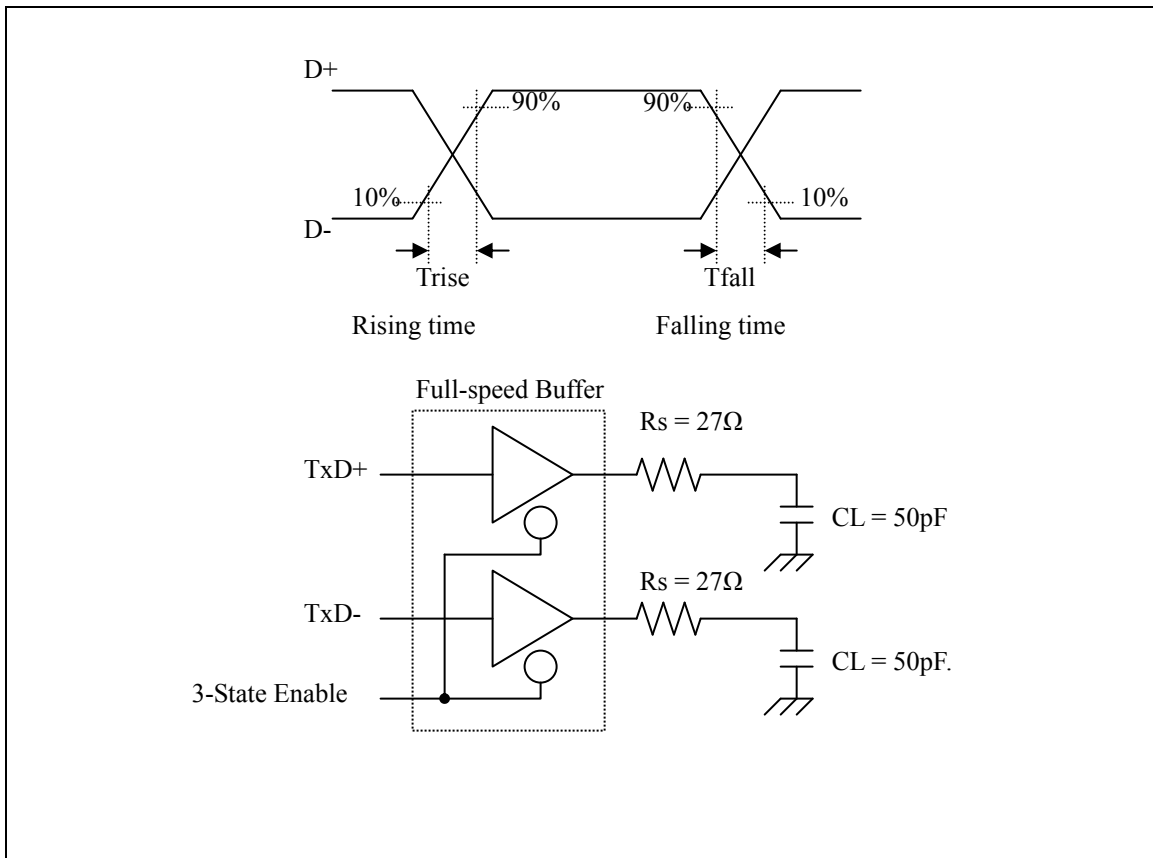 D+
90% 90%
10% 10%
D-
Trise Tfall
Rising time Falling time
Full-speed Buffer
Rs = 27Ω
TxD+
CL = 50pF
Rs = 27Ω
TxD-
CL = 50pF.
3-State Enable